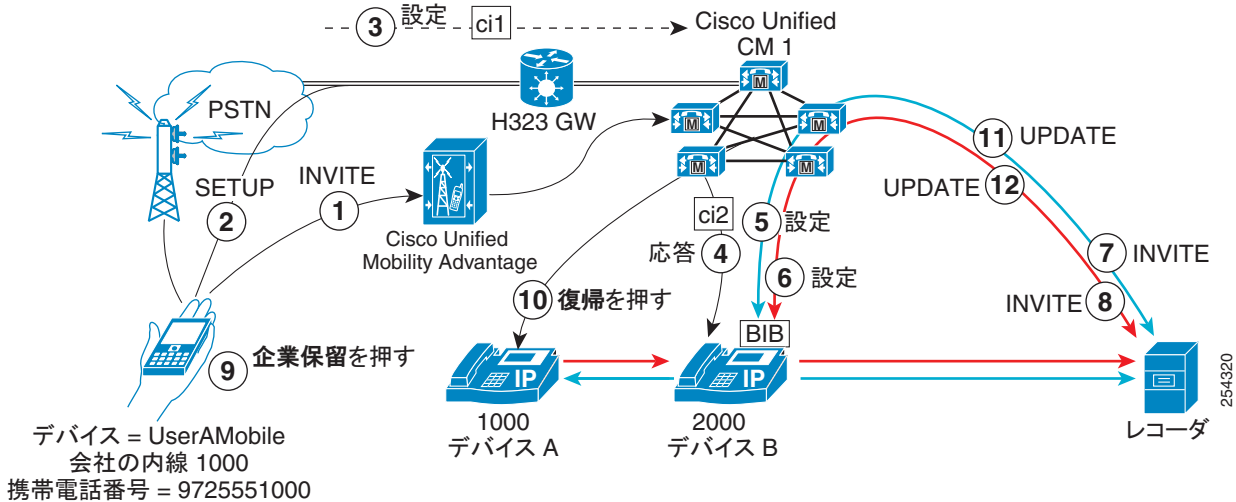 3 設定 ci1
Cisco Unified
CM 1
PSTN
H323 GW
SETUP
2
INVITE
1
Cisco Unified
Mobility Advantage
M
M
M
M
M
11 UPDATE
UPDATE 12
ci2
5 設定
応答 4
6 設定
7 INVITE
INVITE 8
10 復帰を押す
BIB
9 企業保留を押す
IP
IP
1000
デバイス A
2000
デバイス B
レコーダ
254320
デバイス = UserAMobile
会社の内線 1000
携帯電話番号 = 9725551000